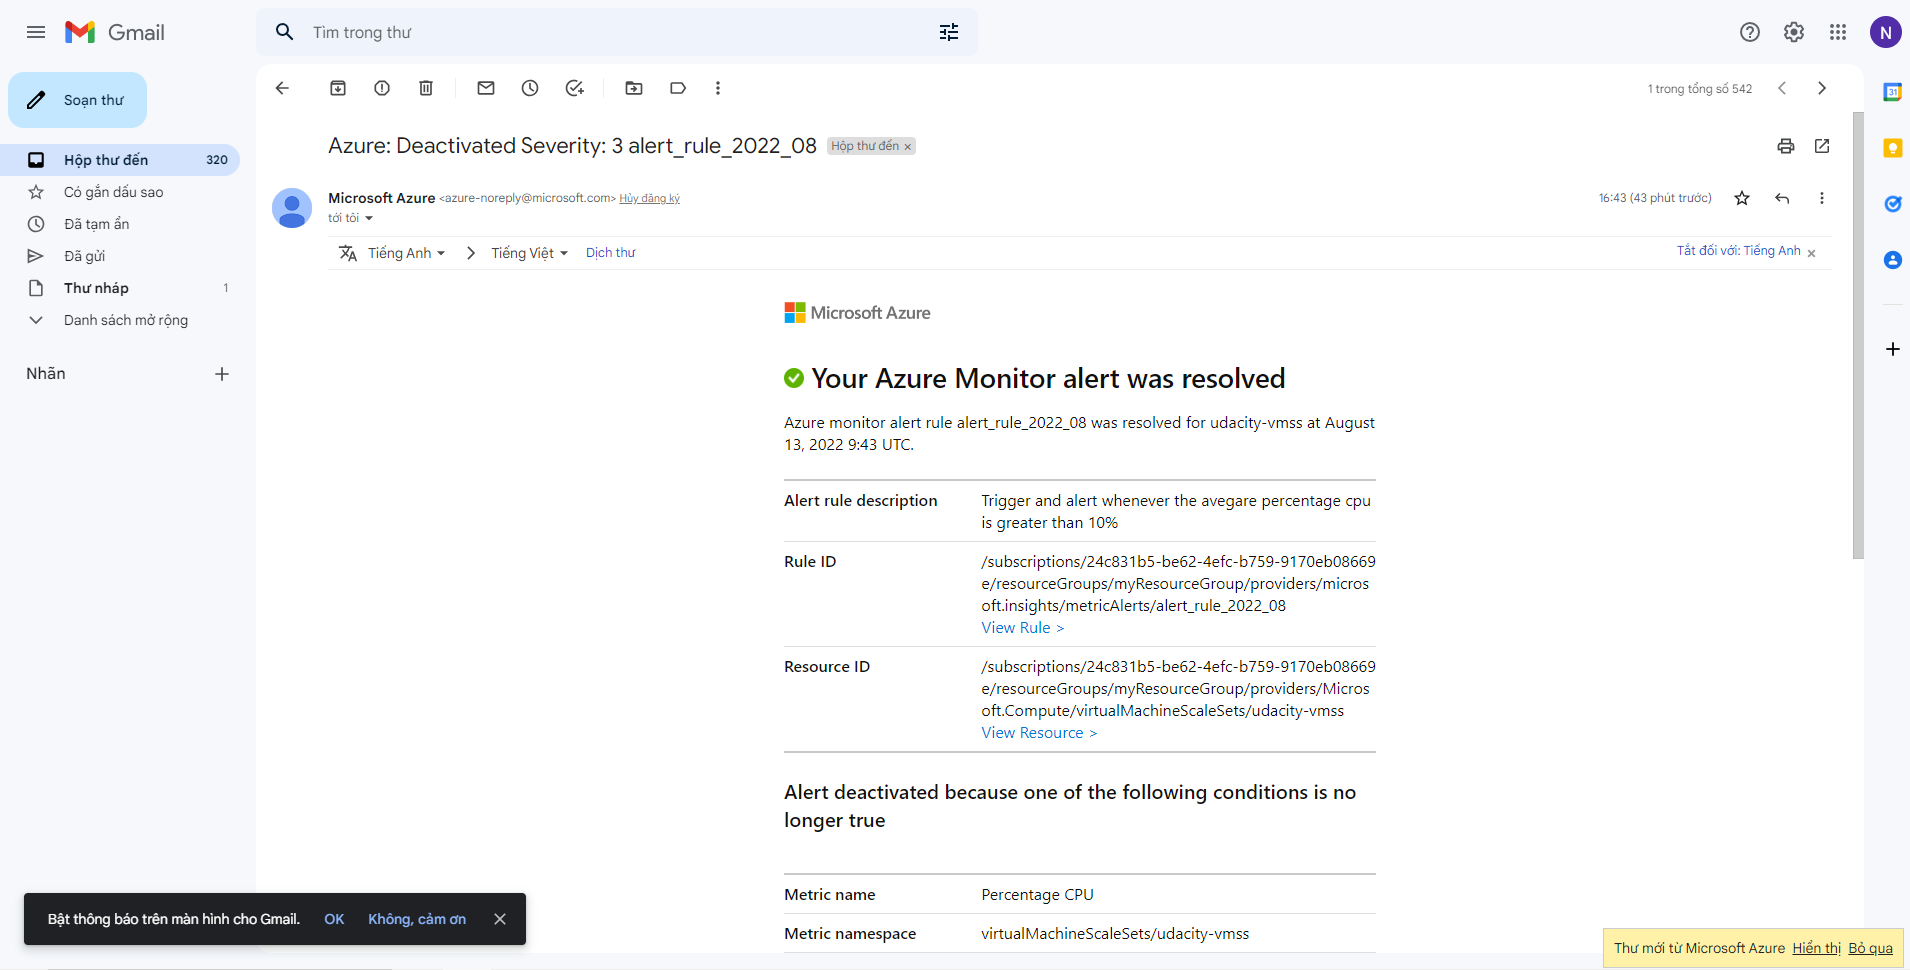 Gmail
Tìm trong thư
N
Soạn thư
1 trong tổng số 542
31
Hộp thư đến 320
Có gắn dấu sao
Đã tạm ẩn
Đã gửi
Thư nháp 1
Danh sách mở rộng
Nhãn
Azure: Deactivated Severity: 3 alert_rule_2022_08 Hộp thư đến ×
Microsoft Azure <azure-noreply@microsoft.com> Hủy đăng ký
16:43 (43 phút trước)
tới tôi
Tiếng Anh > Tiếng Việt Dịch thư
Tắt đối với: Tiếng Anh ×
Microsoft Azure
Your Azure Monitor alert was resolved
Azure monitor alert rule alert_rule_2022_08 was resolved for udacity-vmss at August
13, 2022 9:43 UTC.
Alert rule description Trigger and alert whenever the avegare percentage cpu
is greater than 10%
Rule ID /subscriptions/24c831b5-be62-4efc-b759-9170eb08669
e/resourceGroups/myResourceGroup/providers/micros
oft.insights/metricAlerts/alert_rule_2022_08
View Rule >
Resource ID /subscriptions/24c831b5-be62-4efc-b759-9170eb08669
e/resourceGroups/myResourceGroup/providers/Micros
oft.Compute/virtualMachineScaleSets/udacity-vmss
View Resource >
Alert deactivated because one of the following conditions is no
longer true
Metric name Percentage CPU
Metric namespace virtualMachineScaleSets/udacity-vmss
Bật thông báo trên màn hình cho Gmail. OK Không, cảm ơn
Thư mới từ Microsoft Azure Hiển thị Bỏ qua